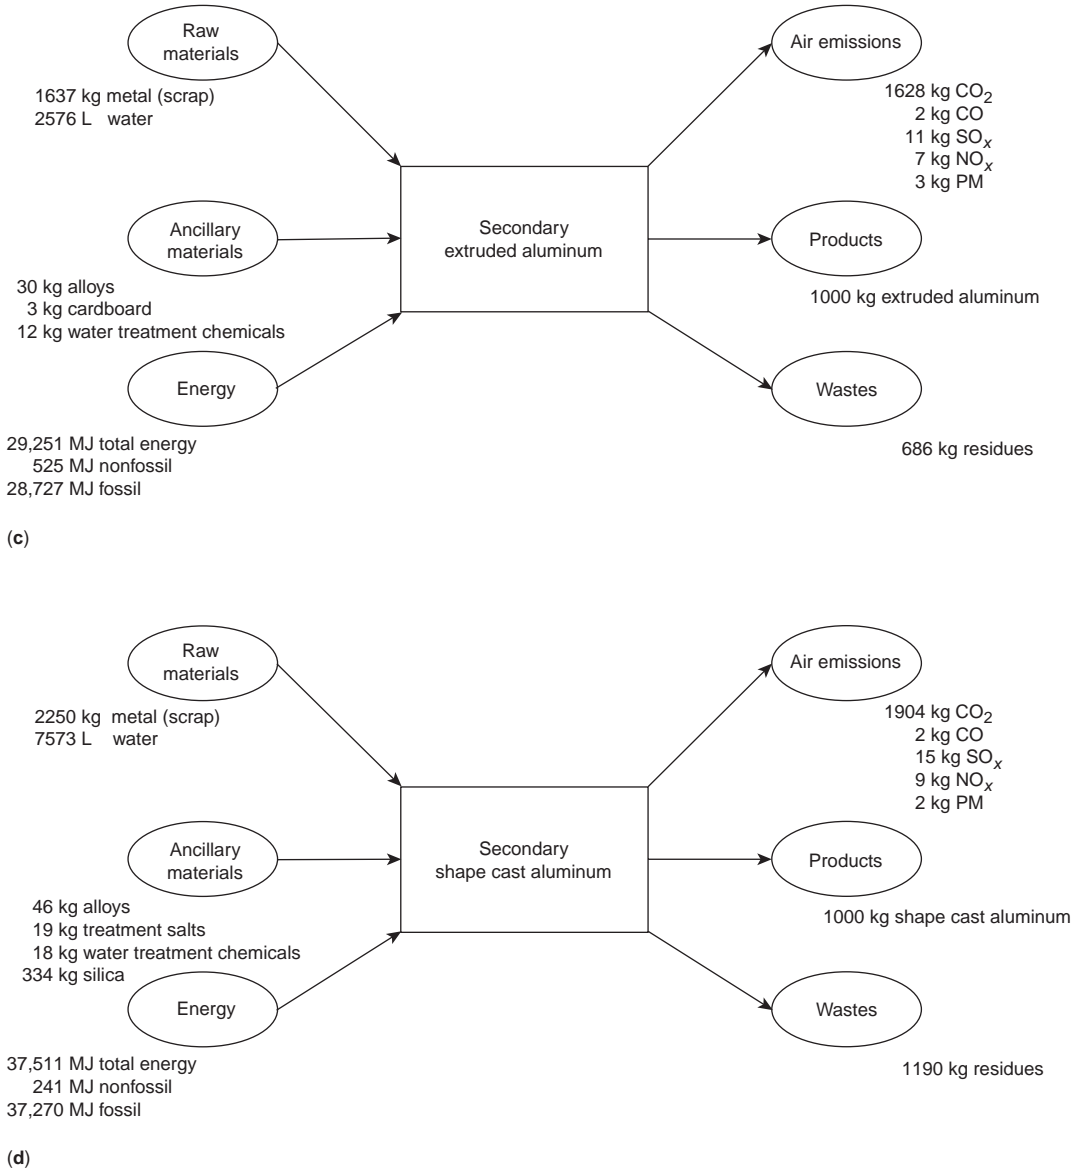 Raw
materials
1637 kg metal (scrap)
2576 L water
Ancillary
materials
30 kg alloys
3 kg cardboard
12 kg water treatment chemicals
Energy
29,251 MJ total energy
525 MJ nonfossil
28,727 MJ fossil
Secondary
extruded aluminum
Air emissions
1628 kg CO2
2 kg CO
11 kg SOx
7 kg NOx
3 kg PM
Products
1000 kg extruded aluminum
Wastes
686 kg residues
(c)
Raw
materials
2250 kg metal (scrap)
7573 L water
Ancillary
materials
46 kg alloys
19 kg treatment salts
18 kg water treatment chemicals
334 kg silica
Energy
37,511 MJ total energy
241 MJ nonfossil
37,270 MJ fossil
Secondary
shape cast aluminum
Air emissions
1904 kg CO2
2 kg CO
15 kg SOx
9 kg NOx
2 kg PM
Products
1000 kg shape cast aluminum
Wastes
1190 kg residues
(d)